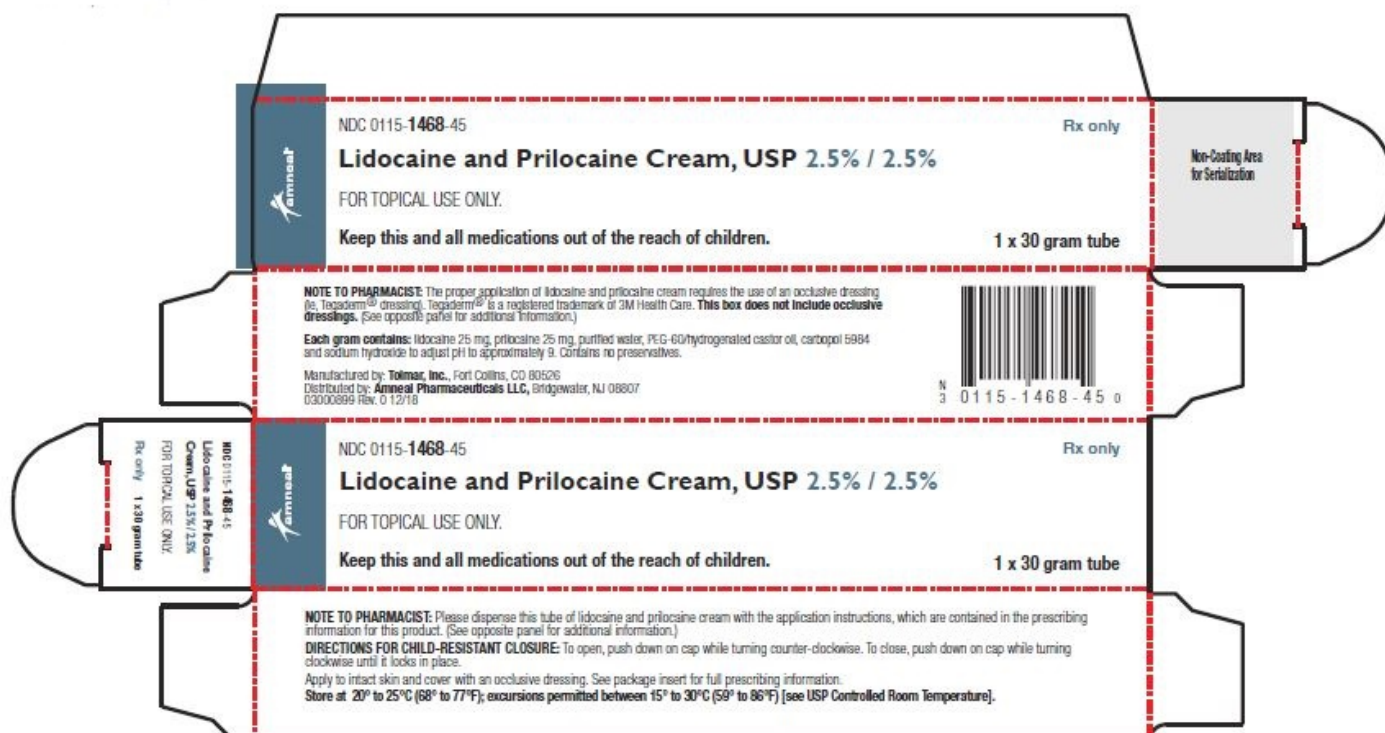 amneal
NDC 0115-1468-45
Rx only
Lidocaine and Prilocaine Cream, USP 2.5% / 2.5%
FOR TOPICAL USE ONLY.
Keep this and all medications out of the reach of children.
1 x 30 gram tube
Non-Coating Area
for Serialization
NOTE TO PHARMACIST: The proper application of lidocaine and prilocaine cream requires the use of an occlusive dressing
(ie, Tegaderm® dressing). Tegaderm® is a registered trademark of 3M Health Care. This box does not include occlusive
dressings. (See opposite panel for additional information.)
Each gram contains: lidocaine 25 mg, prilocaine 25 mg, purified water, PEG-60/hydrogenated castor oil, carbopol 5984
and sodium hydroxide to adjust pH to approximately 9. Contains no preservatives.
Manufactured by: Tolmar, Inc., Fort Collins, CO 80526
Distributed by: Amneal Pharmaceuticals LLC, Bridgewater, NJ 08807
03000899 Rev. 0 12/18
N
3 0115-1468-45 0
NDC 0115-1468-45
Lidocaine and Prilocaine
Cream, USP 2.5% / 2.5%
FOR TOPICAL USE ONLY.
Rx only 1 x 30 gram tube
amneal
NDC 0115-1468-45
Rx only
Lidocaine and Prilocaine Cream, USP 2.5% / 2.5%
FOR TOPICAL USE ONLY.
Keep this and all medications out of the reach of children.
1 x 30 gram tube
NOTE TO PHARMACIST: Please dispense this tube of lidocaine and prilocaine cream with the application instructions, which are contained in the prescribing
information for this product. (See opposite panel for additional information.)
DIRECTIONS FOR CHILD-RESISTANT CLOSURE: To open, push down on cap while turning counter-clockwise. To close, push down on cap while turning
clockwise until it locks in place.
Apply to intact skin and cover with an occlusive dressing. See package insert for full prescribing information.
Store at 20° to 25°C (68° to 77°F); excursions permitted between 15° to 30°C (59° to 86°F) [see USP Controlled Room Temperature].